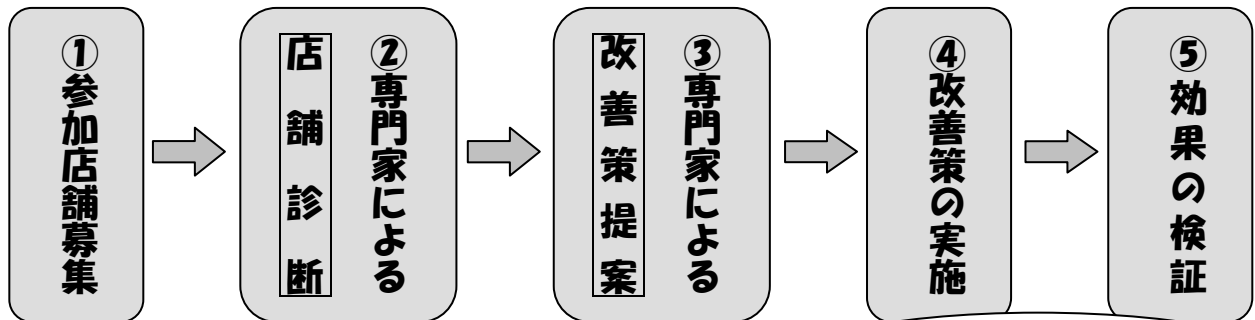 ①参加店舗募集
②専門家による
店舗診断
③専門家による
改善策提案
④改善策の実施
⑤効果の検証